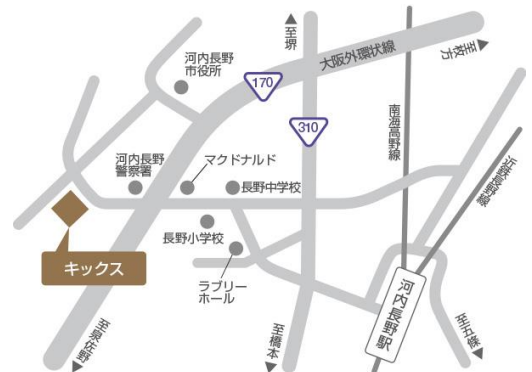 至堺
大阪外環状線
至枚方
河内長野
市役所
170
310
南海高野線
近鉄長野線
河内長野
警察署
マクドナルド
長野中学校
長野小学校
キックス
ラブリー
ホール
河内長野駅
至泉佐野
至橋本
至五條